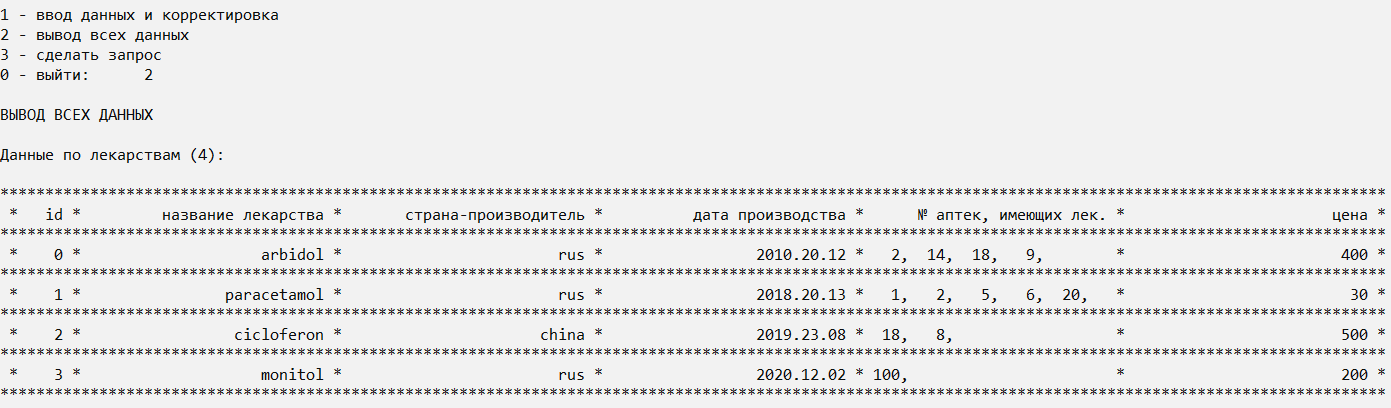 1 - ввод данных и корректировка
2 - вывод всех данных
3 - сделать запрос
0 - выйти:      2
ВЫВОД ВСЕХ ДАННЫХ
Данные по лекарствам (4):
**********************************************************************************************************************************************************
 *   id *         название лекарства *       страна-производитель *          дата производства *      № аптек, имеющих лек. *                       цена *
**********************************************************************************************************************************************************
 *    0 *                    arbidol *                        rus *                 2010.20.12 *   2,  14,  18,   9,        *                        400 *
**********************************************************************************************************************************************************
 *    1 *                paracetamol *                        rus *                 2018.20.13 *   1,   2,   5,   6,  20,   *                         30 *
**********************************************************************************************************************************************************
 *    2 *                 cicloferon *                      china *                 2019.23.08 *  18,   8,                  *                        500 *
**********************************************************************************************************************************************************
 *    3 *                    monitol *                        rus *                 2020.12.02 * 100,                       *                        200 *
**********************************************************************************************************************************************************